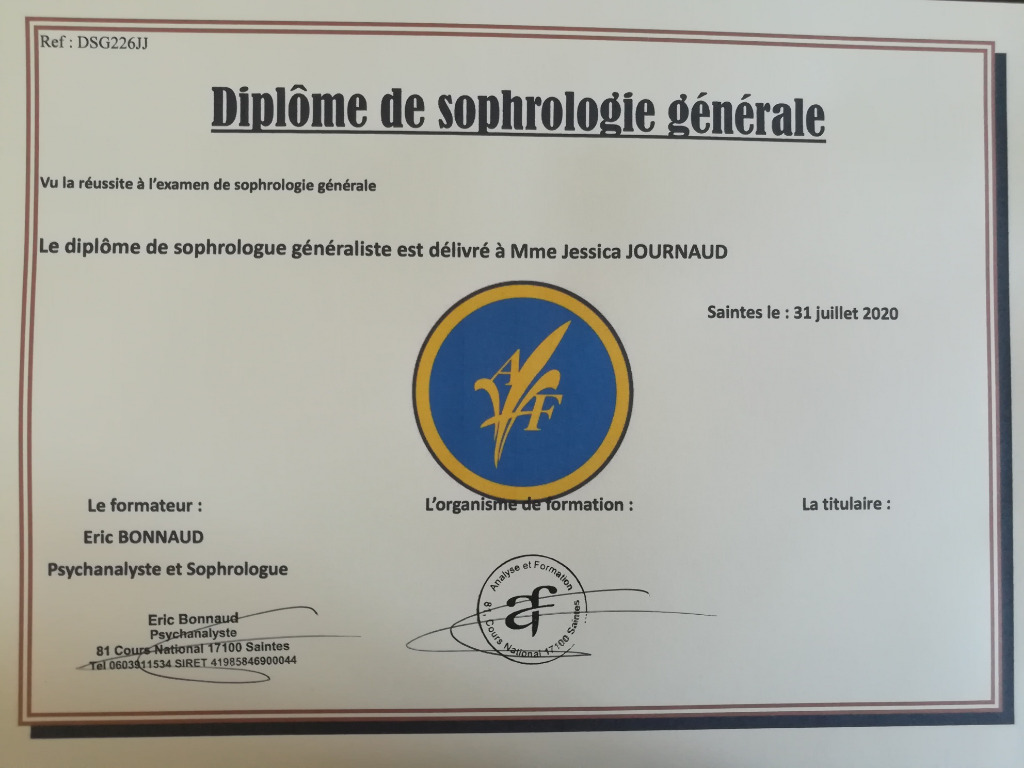 Ref : DSG226JJ
Diplôme de sophrologie générale
Vu la réussite à l'examen de sophrologie générale
Le diplôme de sophrologue généraliste est délivré à Mme Jessica JOURNAUD
Saintes le : 31 juillet 2020
A
F
Le formateur :
L'organisme de formation :
La titulaire :
Eric BONNAUD
Psychanalyste et Sophrologue
Eric Bonnaud
Psychanalyste
81 Cours National 17100 Saintes
Tel 0603911534 SIRET 41985846900044
Analyse et Formation
af
81, Cours National 17100 Saintes